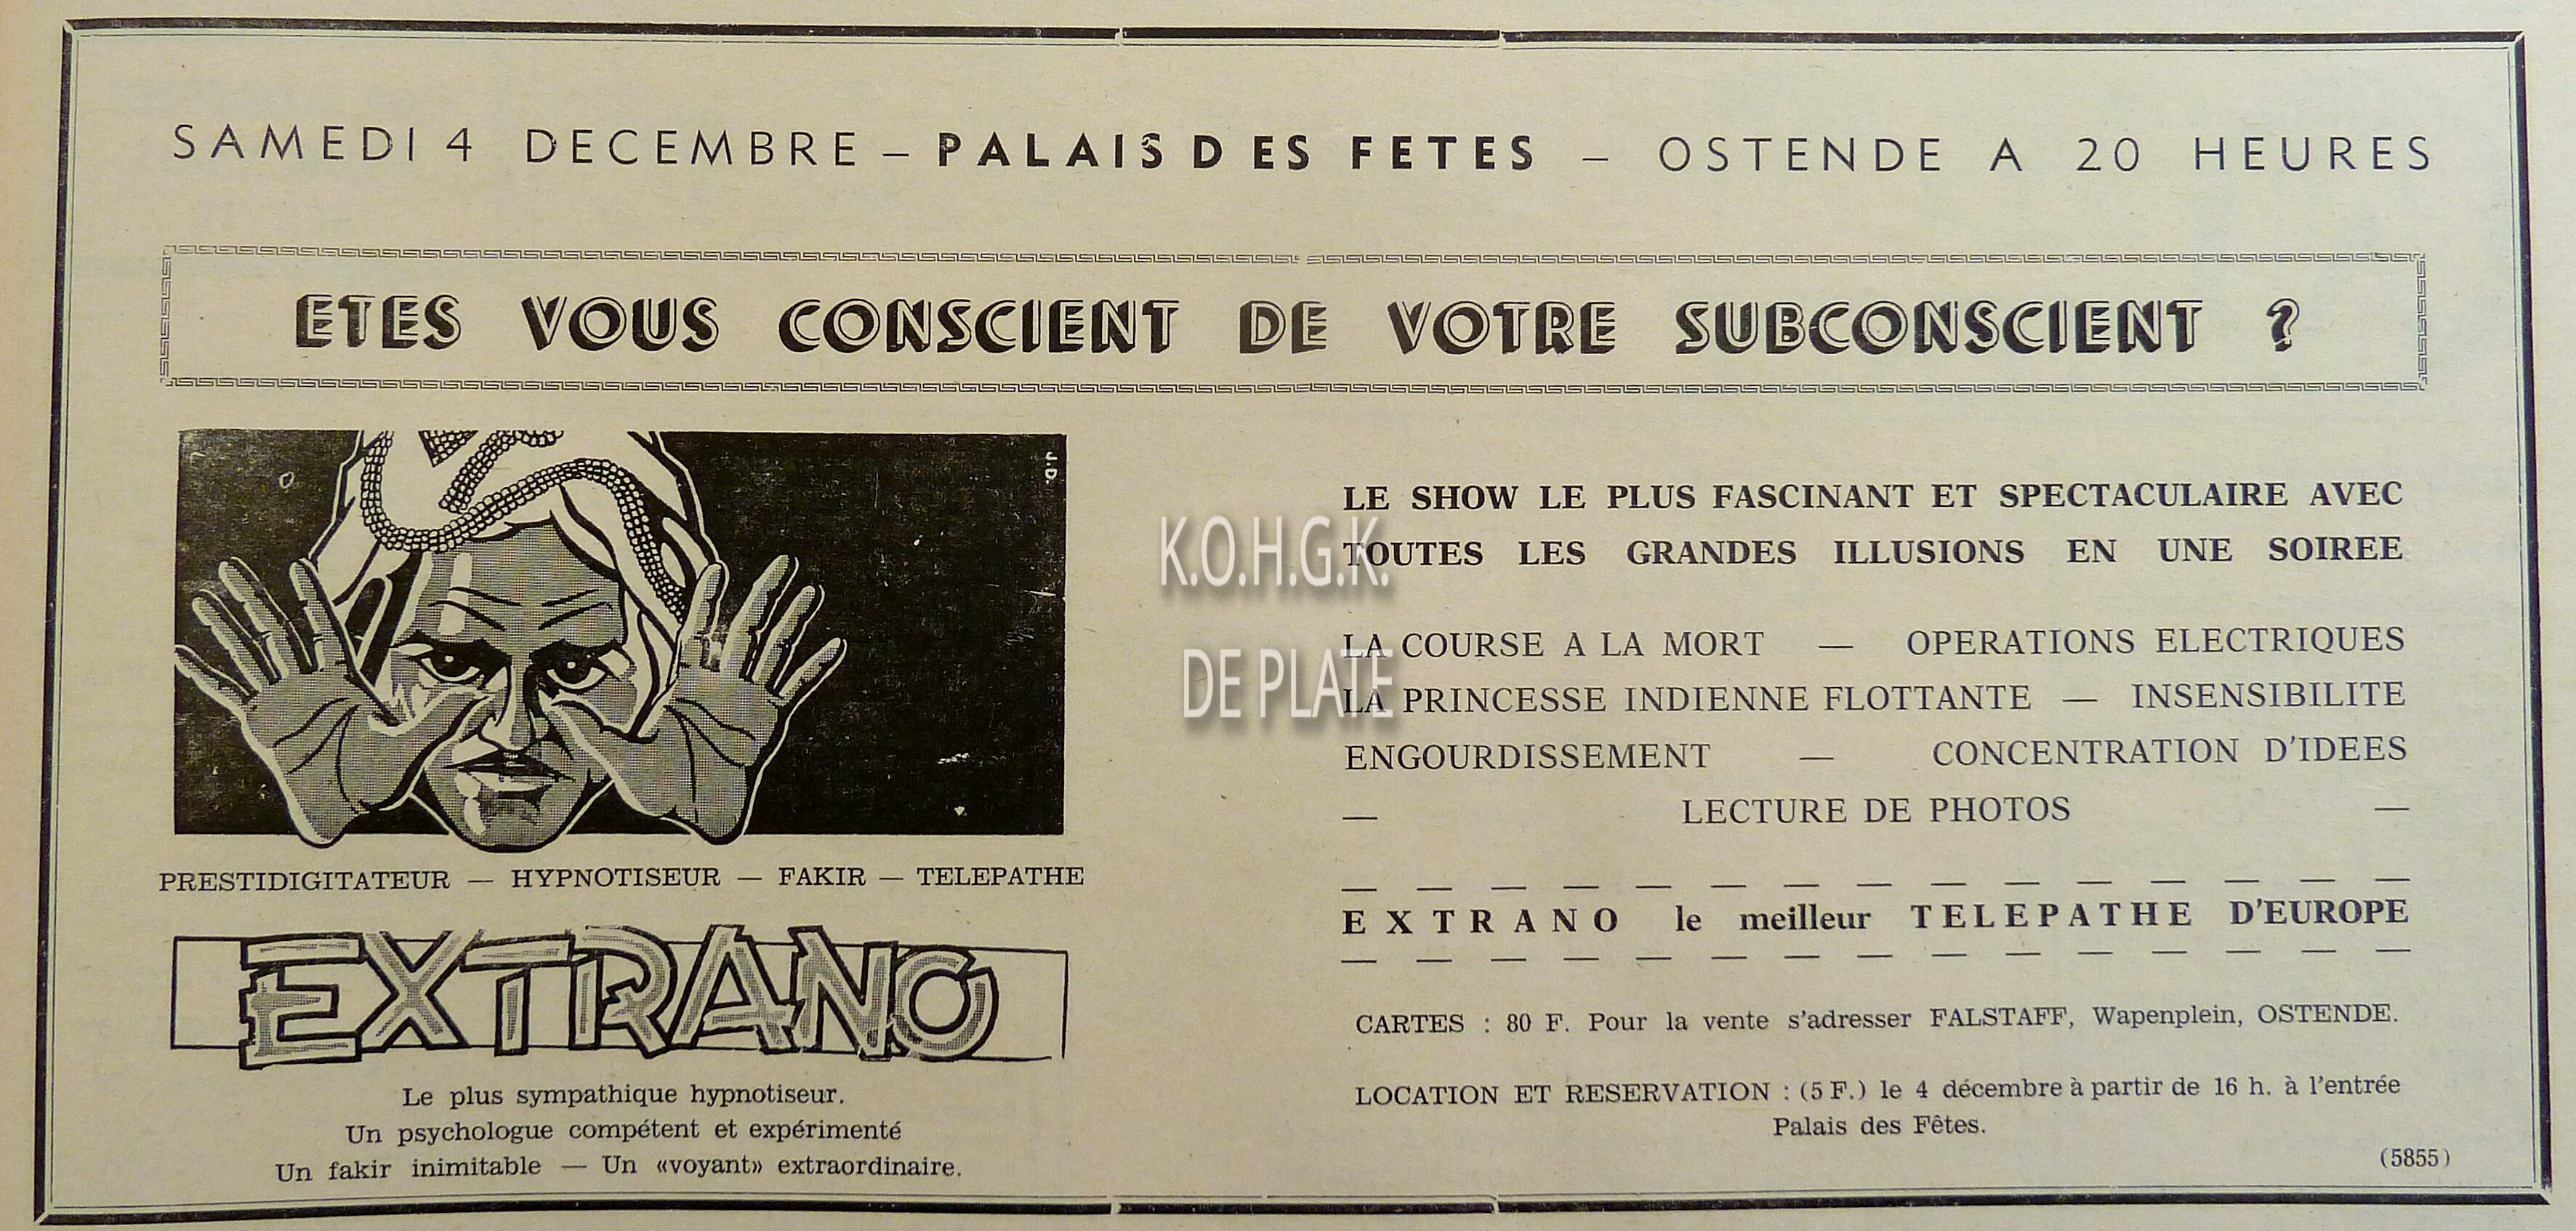 SAMEDI 4 DECEMBRE – PALAIS DES FETES – OSTENDE A 20 HEURES
ETES VOUS CONSCIENT DE VOTRE SUBCONSCIENT ?
J.D.
PRESTIDIGITATEUR — HYPNOTISEUR — FAKIR — TELEPATHE
EXTRANO
Le plus sympathique hypnotiseur.
Un psychologue compétent et expérimenté
Un fakir inimitable — Un «voyant» extraordinaire.
K.O.H.G.K.
DE PLATE
LE SHOW LE PLUS FASCINANT ET SPECTACULAIRE AVEC
TOUTES LES GRANDES ILLUSIONS EN UNE SOIREE
LA COURSE A LA MORT — OPERATIONS ELECTRIQUES
LA PRINCESSE INDIENNE FLOTTANTE — INSENSIBILITE
ENGOURDISSEMENT — CONCENTRATION D'IDEES
— LECTURE DE PHOTOS —
EXTRANO le meilleur TELEPATHE D'EUROPE
CARTES : 80 F. Pour la vente s'adresser FALSTAFF, Wapenplein, OSTENDE.
LOCATION ET RESERVATION : (5 F.) le 4 décembre à partir de 16 h. à l'entrée
Palais des Fêtes.
(5855)